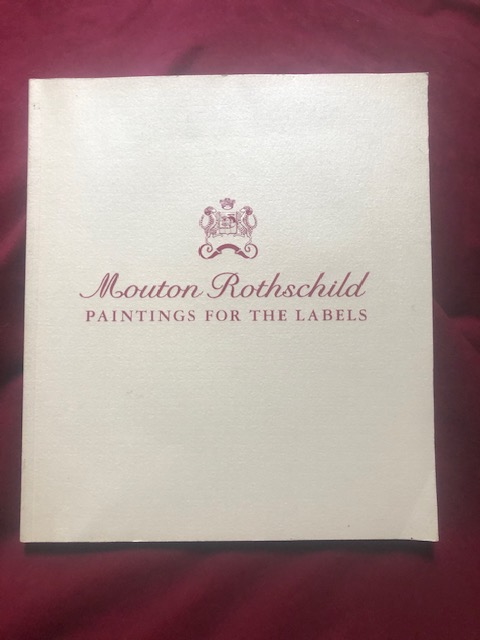 Mouton Rothschild
PAINTINGS FOR THE LABELS